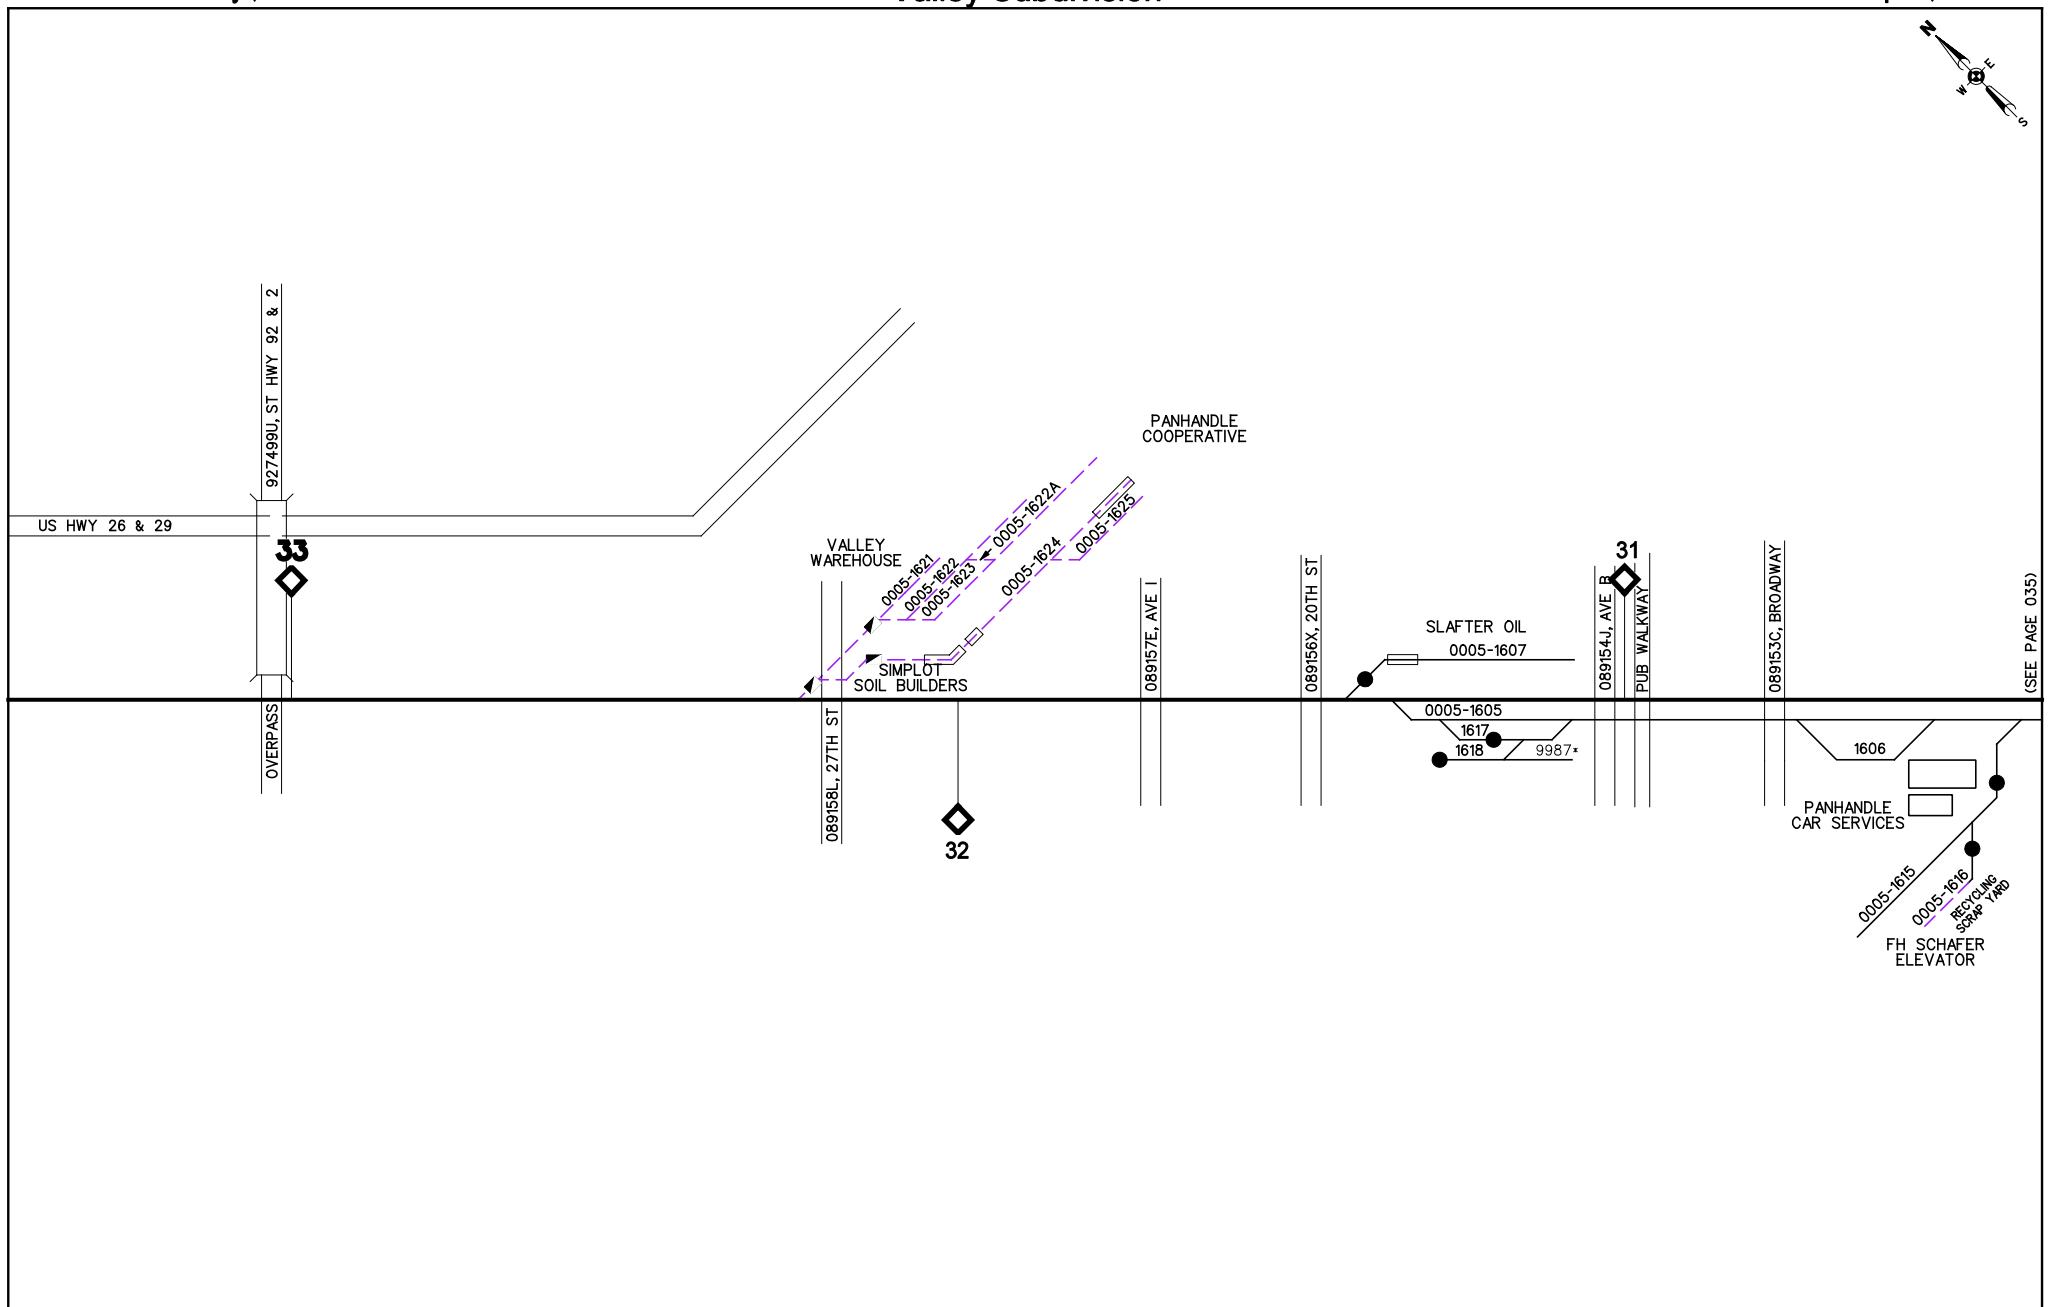 Valley Subdivision
N
E
W
S
927499U, ST HWY 92 & 2
US HWY 26 & 29
33
OVERPASS
VALLEY
WAREHOUSE
089158L, 27TH ST
0005-1621
0005-1622
0005-1623
0005-1622A
0005-1624
0005-1625
PANHANDLE
COOPERATIVE
SIMPLOT
SOIL BUILDERS
32
089157E, AVE I
089156X, 20TH ST
SLAFTER OIL
0005-1607
0005-1605
1617
1618
9987*
31
089154J, AVE B
PUB WALKWAY
089153C, BROADWAY
1606
PANHANDLE
CAR SERVICES
0005-1615
0005-1616
RECYCLING
SCRAP YARD
FH SCHAFER
ELEVATOR
(SEE PAGE 035)